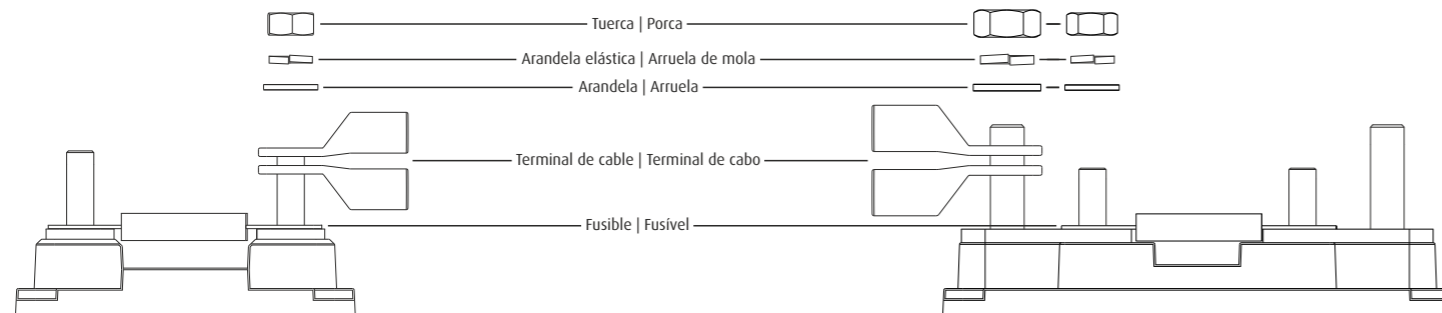 Tuerca | Porca
Arandela elástica | Arruela de mola
Arandela | Arruela
Terminal de cable | Terminal de cabo
Fusible | Fusível